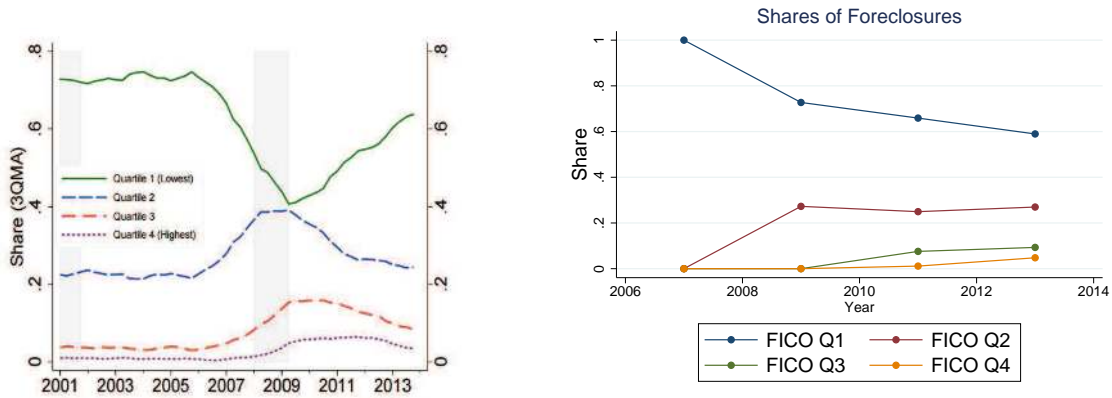 Share (3QMA)
.8
.6
.4
.2
0
.8
.6
.4
.2
0
Quartile 1 (Lowest)
Quartile 2
Quartile 3
Quartile 4 (Highest)
2001 2003 2005 2007 2009 2011 2013
Shares of Foreclosures
Share
1
.8
.6
.4
.2
0
2006 2008 2010 2012 2014
Year
FICO Q1 FICO Q2
FICO Q3 FICO Q4